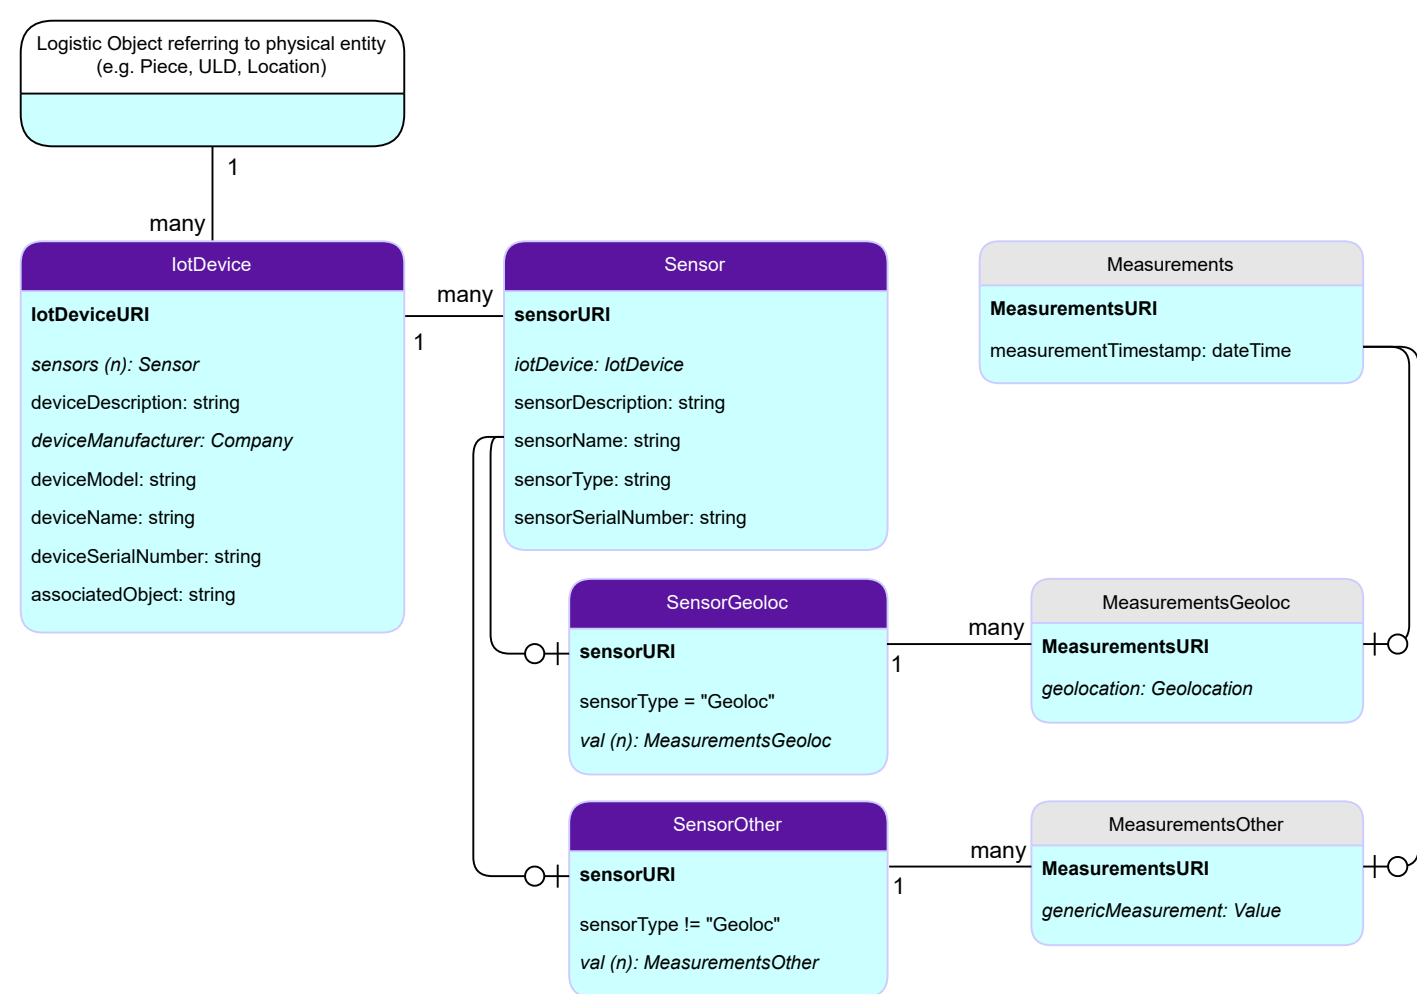 Logistic Object referring to physical entity
(e.g. Piece, ULD, Location)
1
many
IotDevice
IotDeviceURI
sensors (n): Sensor
deviceDescription: string
deviceManufacturer: Company
deviceModel: string
deviceName: string
deviceSerialNumber: string
associatedObject: string
many
1
Sensor
sensorURI
iotDevice: IotDevice
sensorDescription: string
sensorName: string
sensorType: string
sensorSerialNumber: string
Measurements
MeasurementsURI
measurementTimestamp: dateTime
SensorGeoloc
sensorURI
sensorType = "Geoloc"
val (n): MeasurementsGeoloc
many
1
MeasurementsGeoloc
MeasurementsURI
geolocation: Geolocation
SensorOther
sensorURI
sensorType != "Geoloc"
val (n): MeasurementsOther
many
1
MeasurementsOther
MeasurementsURI
genericMeasurement: Value